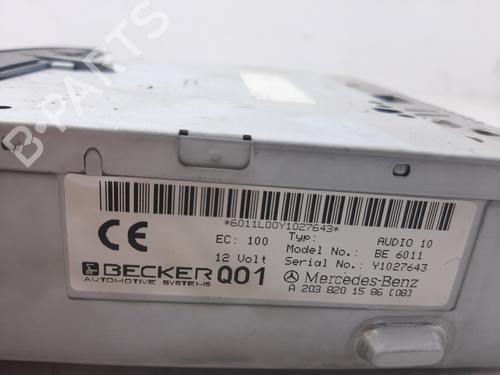 B-PARTS
*6011L00Y1027643*
CE
EC: 100 Typ: AUDIO 10
Model No.: BE 6011
12 Volt Serial No.: Y1027643
BECKER Q01 Mercedes-Benz
AUTOMOTIVE SYSTEMS A 203 820 15 86 [08]